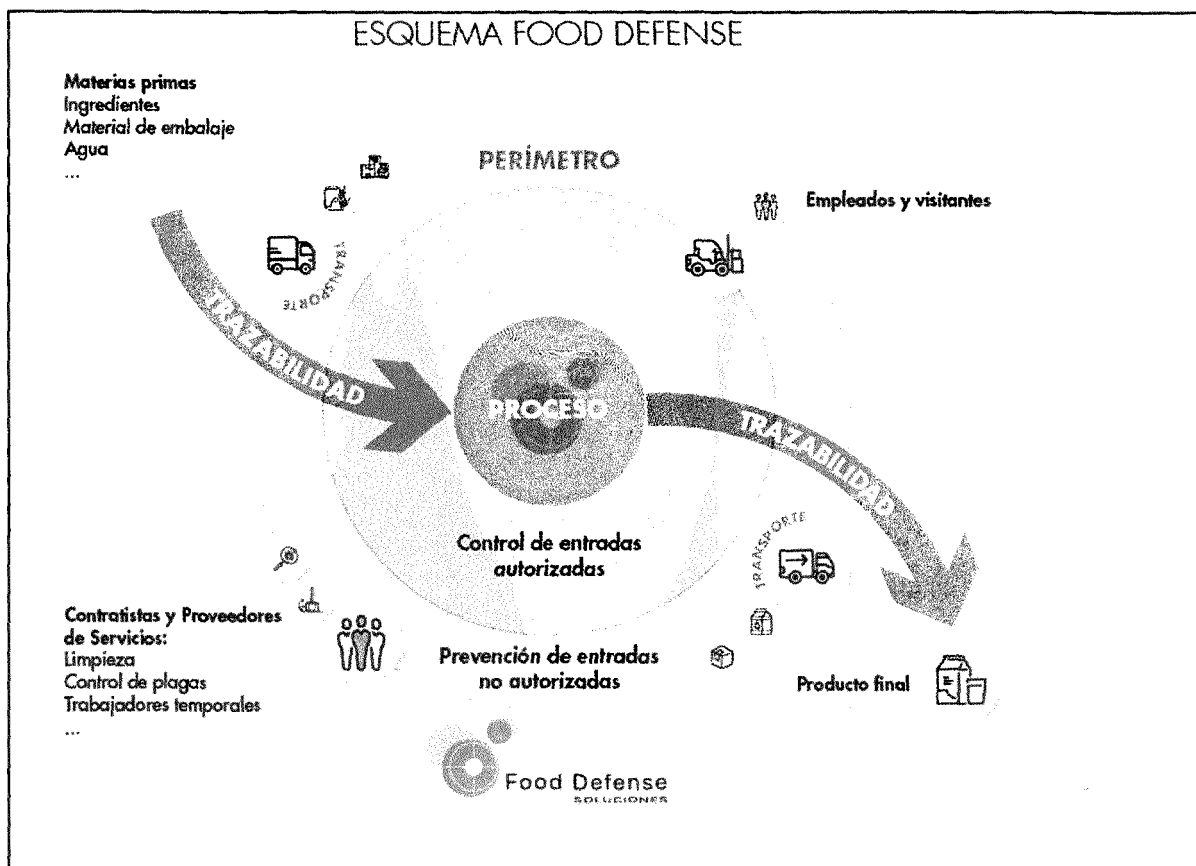 ESQUEMA FOOD DEFENSE
Materias primas
Ingredientes
Material de embalaje
Agua
...
PERÍMETRO
Empleados y visitantes
TRANSPORTE
TRAZABILIDAD
PROCESO
TRAZABILIDAD
TRANSPORTE
Control de entradas
autorizadas
Contratistas y Proveedores
de Servicios:
Limpieza
Control de plagas
Trabajadores temporales
...
Prevención de entradas
no autorizadas
Producto final
Food Defense
SOLUCIONES